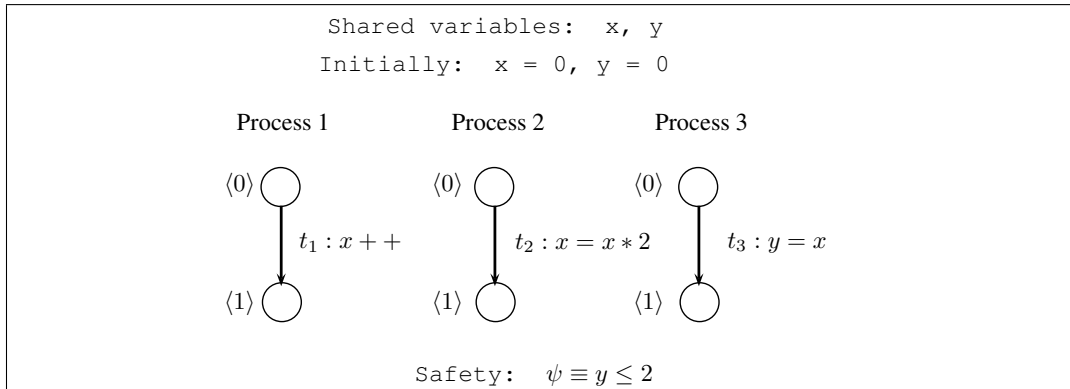 Shared variables: x, y
Initially: x = 0, y = 0
Process 1 Process 2 Process 3
⟨0⟩ ⟨0⟩ ⟨0⟩
t₁ : x + + t₂ : x = x ∗ 2 t₃ : y = x
⟨1⟩ ⟨1⟩ ⟨1⟩
Safety: ψ ≡ y ≤ 2